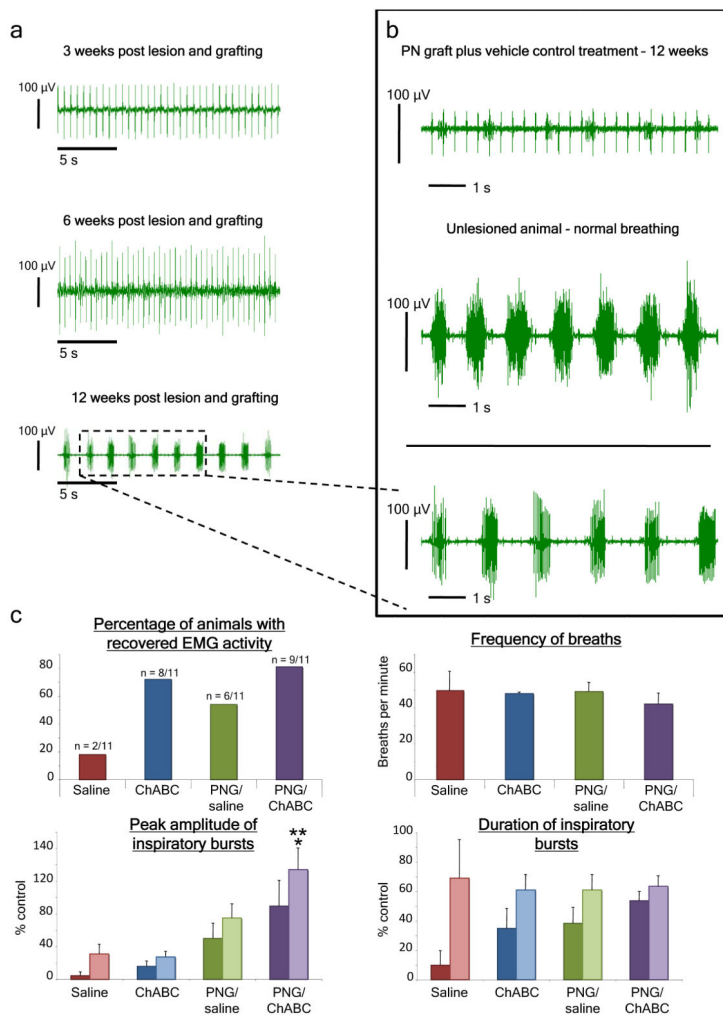 a
3 weeks post lesion and grafting
100 µV
5 s
6 weeks post lesion and grafting
100 µV
5 s
12 weeks post lesion and grafting
100 µV
5 s
b
PN graft plus vehicle control treatment - 12 weeks
100 µV
1 s
Unlesioned animal - normal breathing
100 µV
1 s
100 µV
1 s
c
Percentage of animals with
recovered EMG activity
80
60
40
20
0
n = 2/11
n = 8/11
n = 6/11
n = 9/11
Saline
ChABC
PNG/
saline
PNG/
ChABC
Frequency of breaths
Breaths per minute
60
40
20
0
Saline
ChABC
PNG/
saline
PNG/
ChABC
Peak amplitude of
inspiratory bursts
% control
140
80
40
0
**
*
Saline
ChABC
PNG/
saline
PNG/
ChABC
Duration of inspiratory
bursts
% control
100
80
60
40
20
0
Saline
ChABC
PNG/
saline
PNG/
ChABC